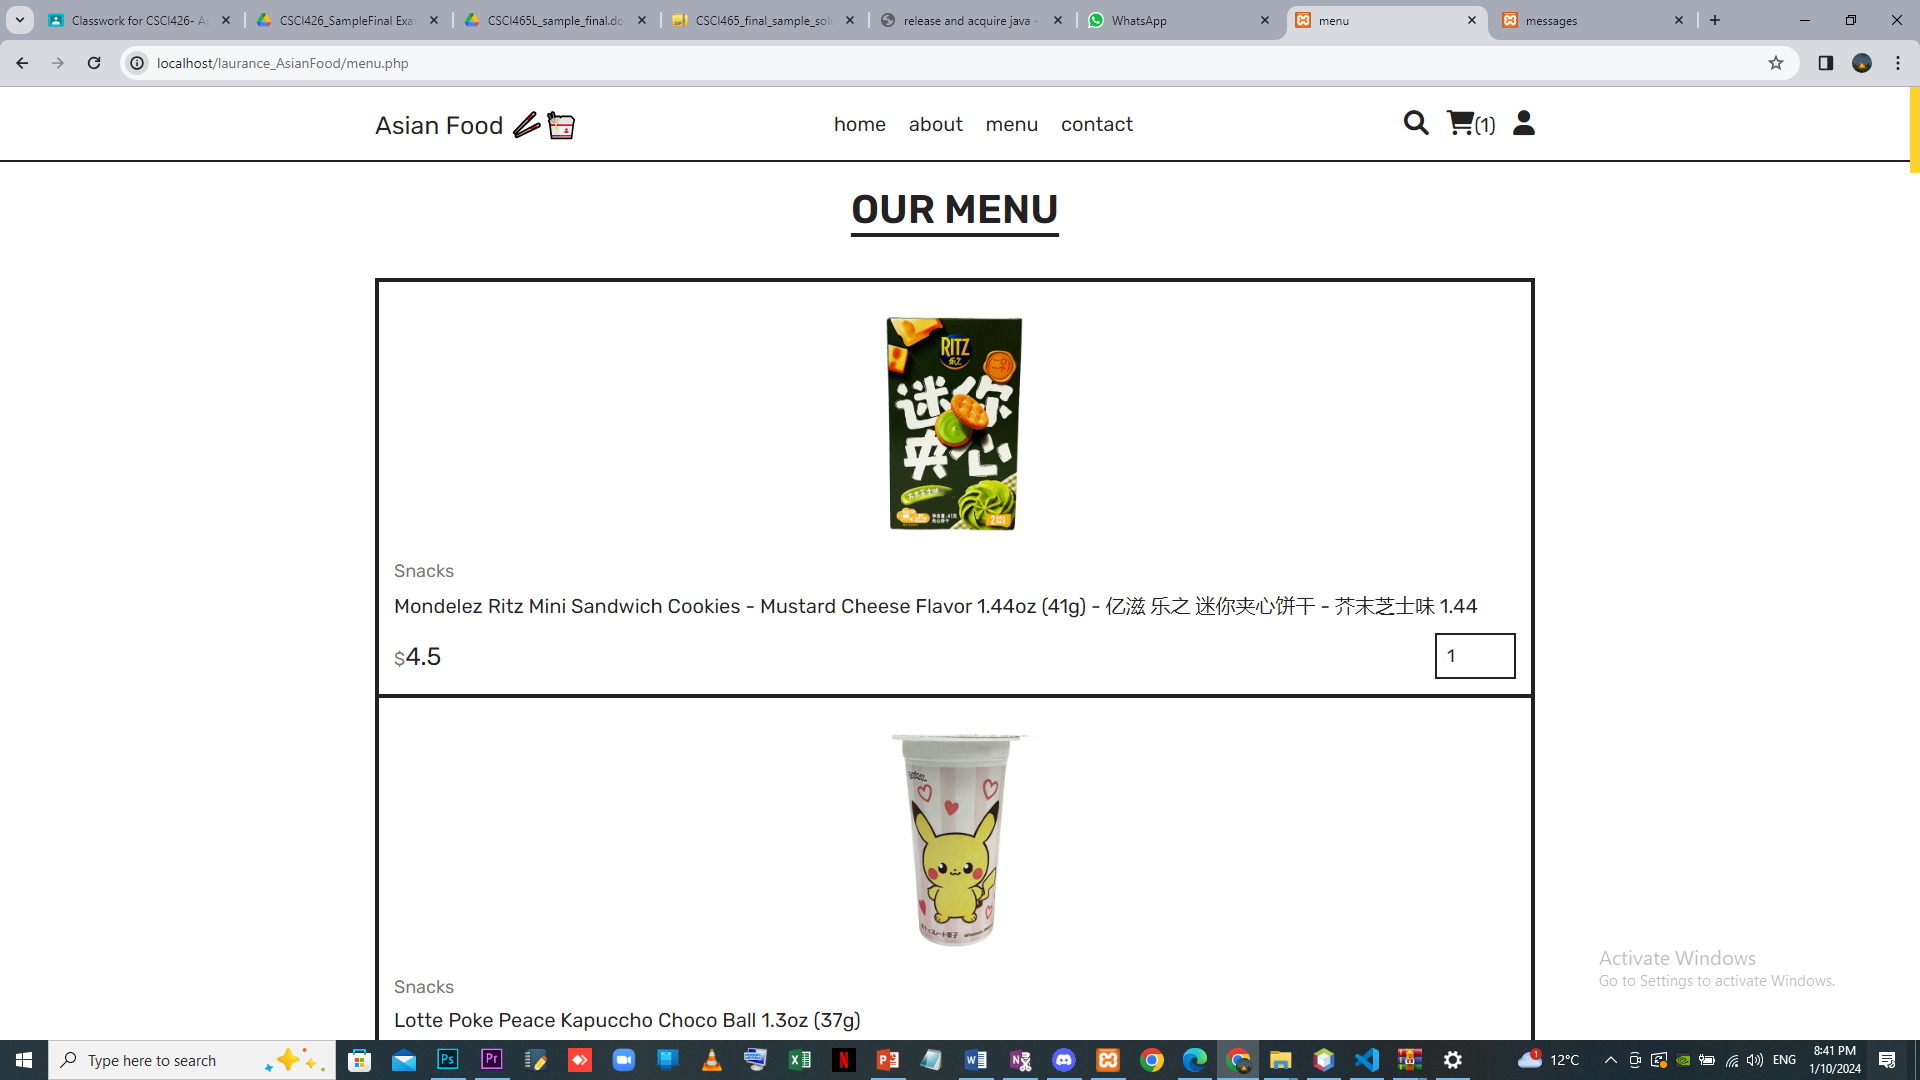 Classwork for CSCI426- A
CSCI426_SampleFinal Exa
CSCI465L_sample_final.do
CSCI465_final_sample_sol
release and acquire java -
WhatsApp
menu
messages
localhost/laurance_AsianFood/menu.php
Asian Food
home about menu contact
(1)
OUR MENU
RITZ
乐之
迷你
夹心
Snacks
Mondelez Ritz Mini Sandwich Cookies - Mustard Cheese Flavor 1.44oz (41g) - 亿滋 乐之 迷你夹心饼干 - 芥末芝士味 1.44
$4.5
1
Snacks
Lotte Poke Peace Kapuccho Choco Ball 1.3oz (37g)
Activate Windows
Go to Settings to activate Windows.
Type here to search
12°C
ENG
8:41 PM
1/10/2024